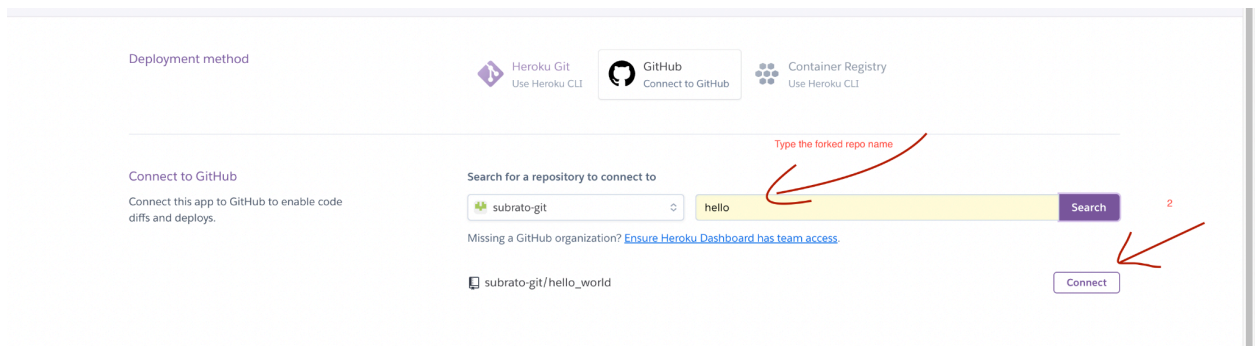 Deployment method
Heroku Git
Use Heroku CLI
GitHub
Connect to GitHub
Container Registry
Use Heroku CLI
Type the forked repo name
Connect to GitHub
Connect this app to GitHub to enable code
diffs and deploys.
Search for a repository to connect to
subrato-git
hello
Search
2
Missing a GitHub organization? Ensure Heroku Dashboard has team access.
subrato-git/hello_world
Connect